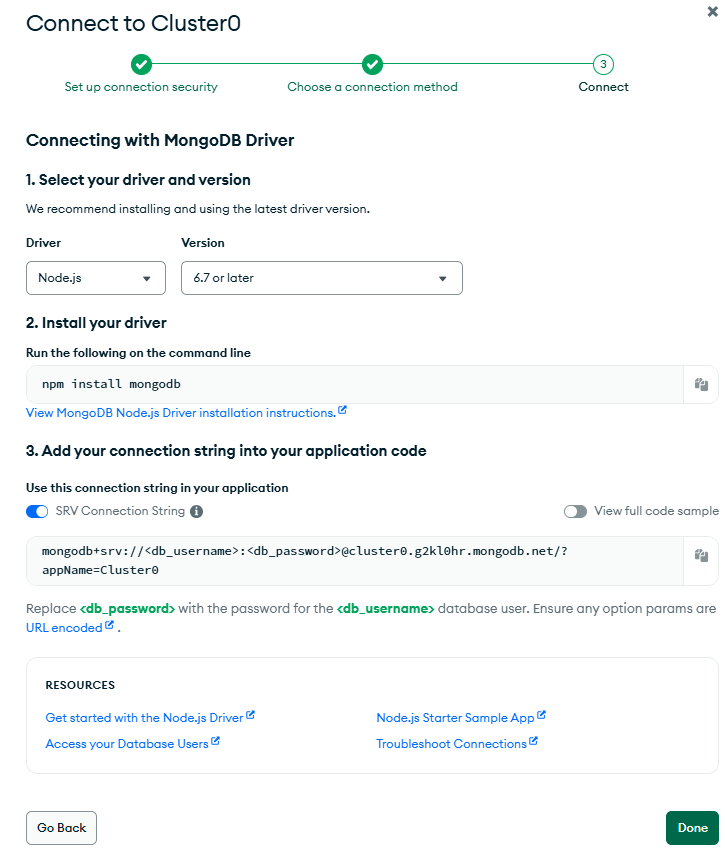 Connect to Cluster0
Set up connection security
Choose a connection method
3
Connect
Connecting with MongoDB Driver
1. Select your driver and version
We recommend installing and using the latest driver version.
Driver
Version
Node.js
6.7 or later
2. Install your driver
Run the following on the command line
npm install mongodb
View MongoDB Node.js Driver installation instructions.
3. Add your connection string into your application code
Use this connection string in your application
SRV Connection String
View full code sample
mongodb+srv://<db_username>:<db_password>@cluster0.g2kl0hr.mongodb.net/?
appName=Cluster0
Replace <db_password> with the password for the <db_username> database user. Ensure any option params are
URL encoded .
RESOURCES
Get started with the Node.js Driver
Node.js Starter Sample App
Access your Database Users
Troubleshoot Connections
Go Back
Done